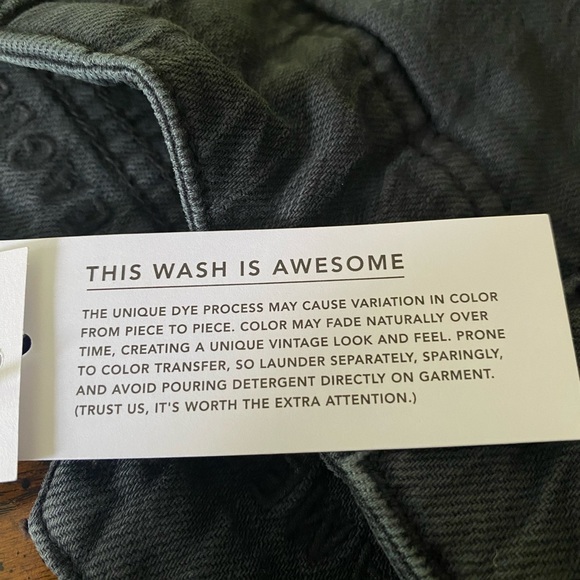 THIS WASH IS AWESOME
THE UNIQUE DYE PROCESS MAY CAUSE VARIATION IN COLOR
FROM PIECE TO PIECE. COLOR MAY FADE NATURALLY OVER
TIME, CREATING A UNIQUE VINTAGE LOOK AND FEEL. PRONE
TO COLOR TRANSFER, SO LAUNDER SEPARATELY, SPARINGLY,
AND AVOID POURING DETERGENT DIRECTLY ON GARMENT.
(TRUST US, IT'S WORTH THE EXTRA ATTENTION.)